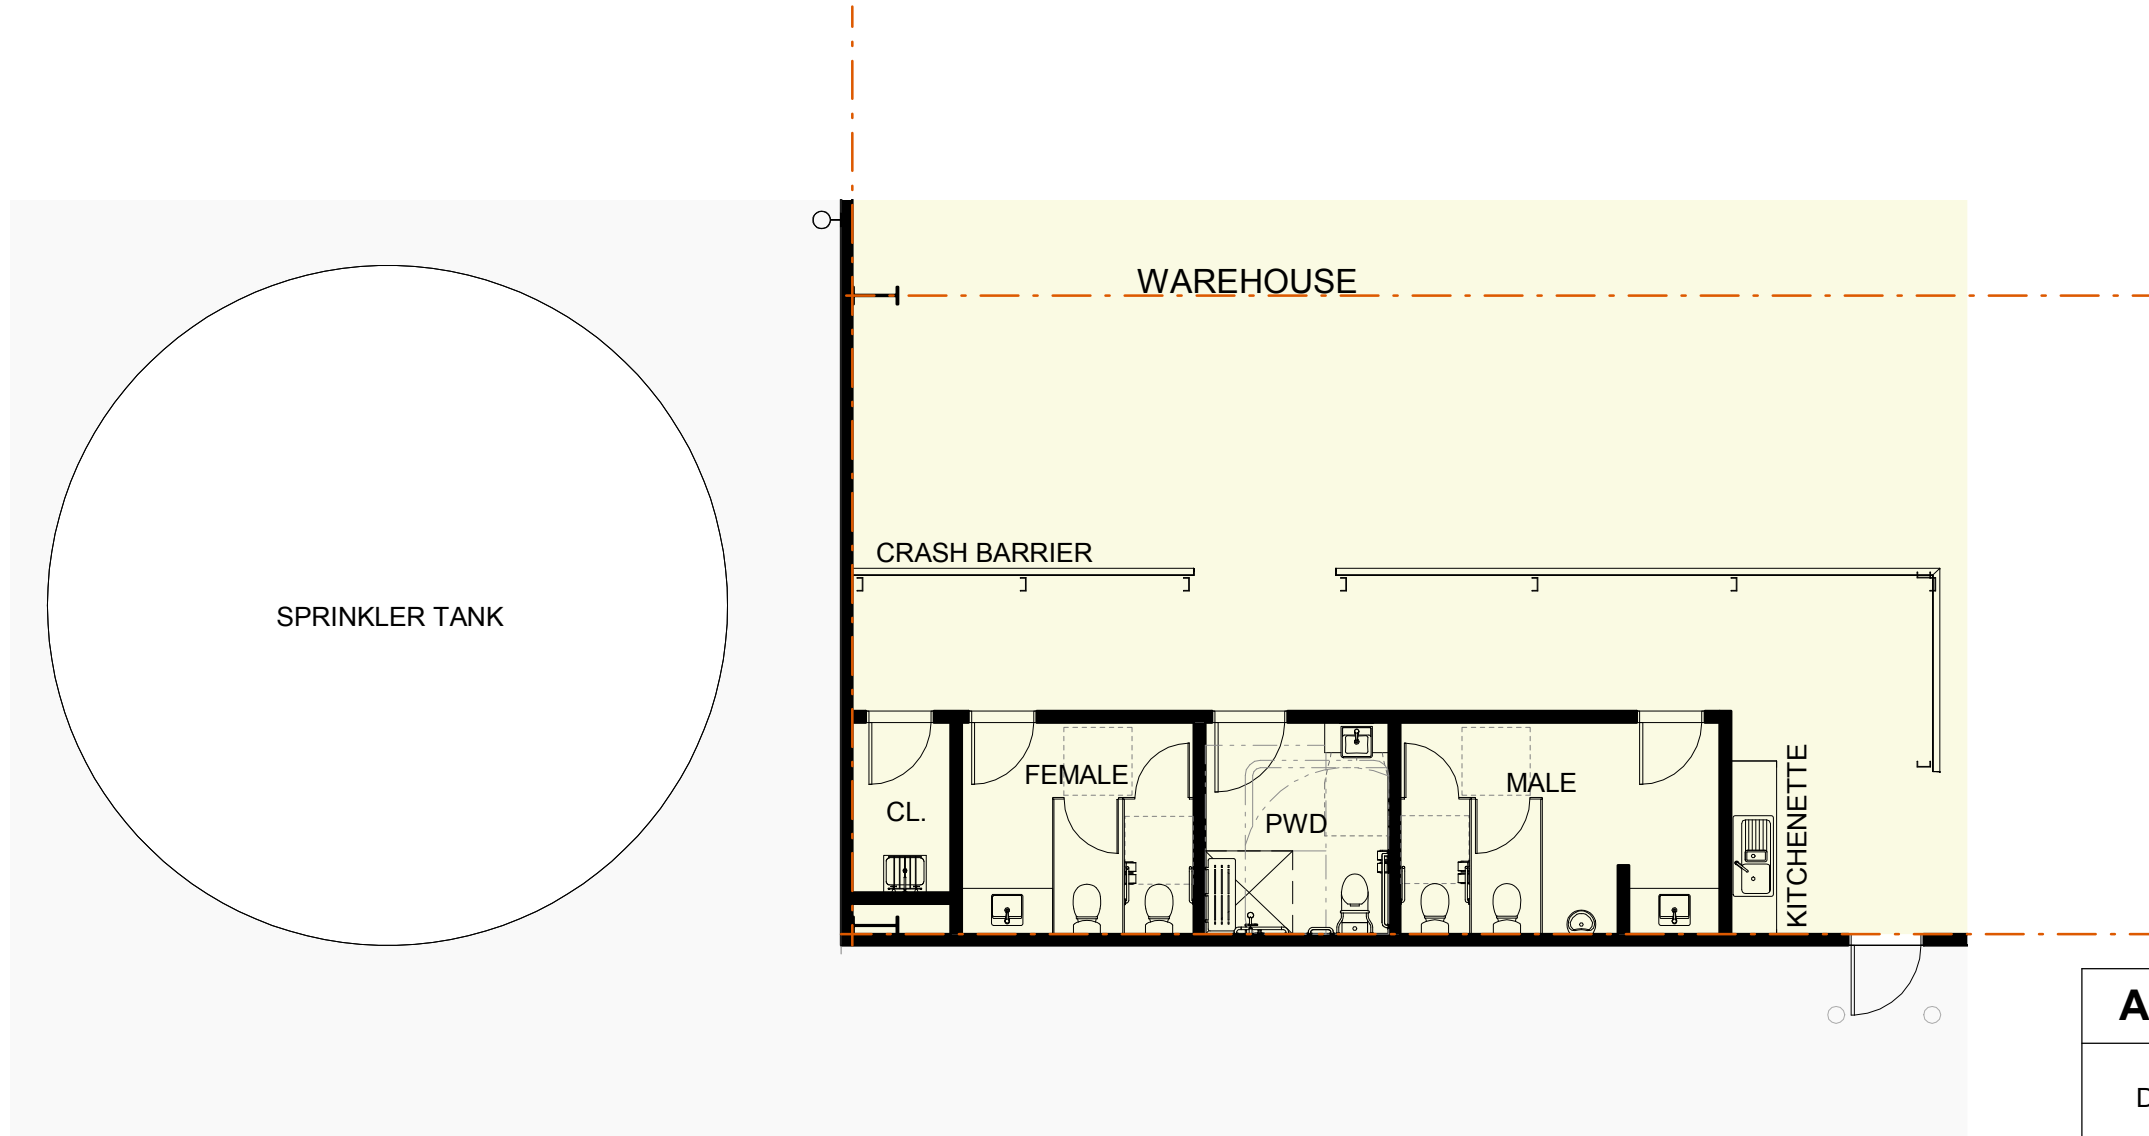 WAREHOUSE
CRASH BARRIER
SPRINKLER TANK
FEMALE
MALE
CL.
PWD
KITCHENETTE
A
D